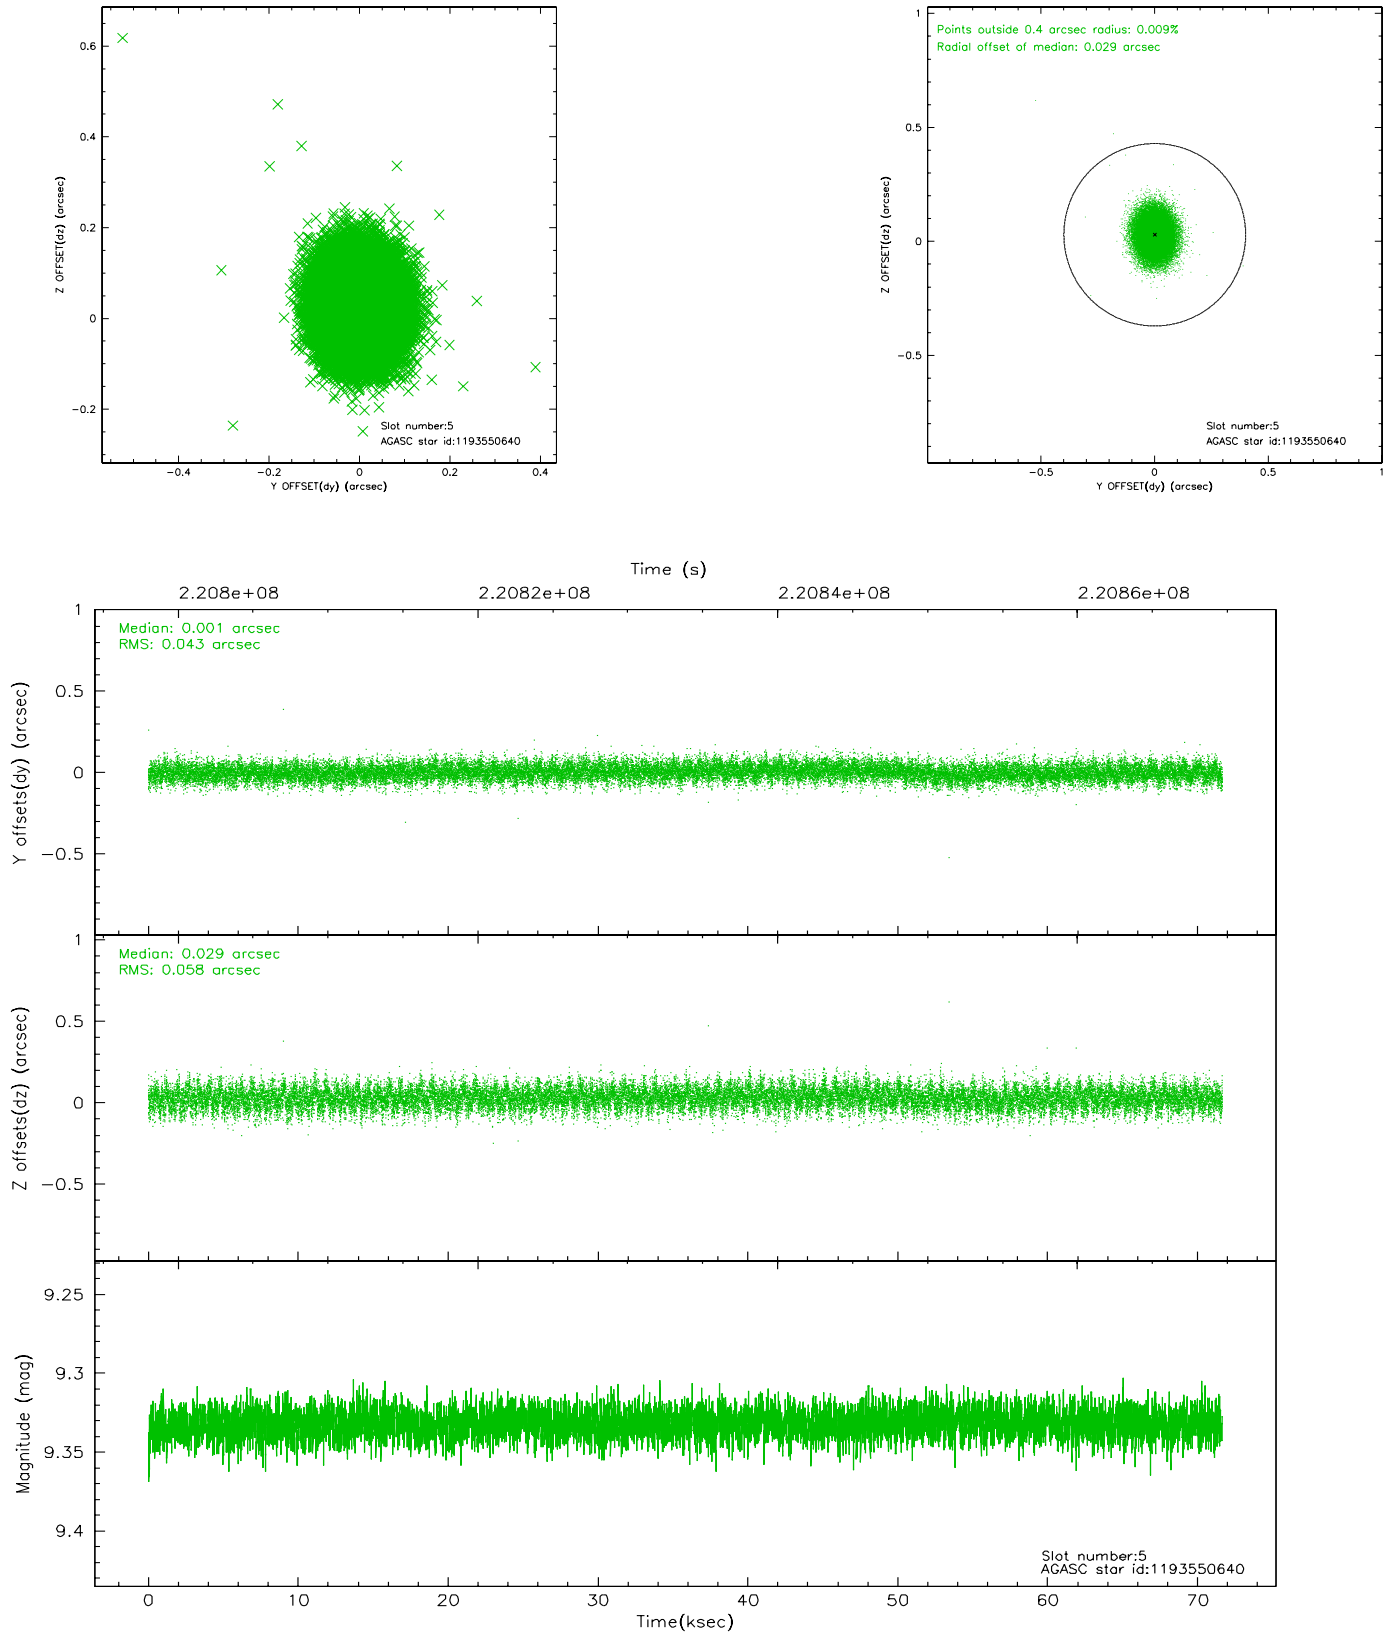 0.6
0.4
0.2
0
−0.2
Z OFFSET(dz) (arcsec)
Slot number:5
AGASC star id:1193550640
−0.4
−0.2
0
0.2
0.4
Y OFFSET(dy) (arcsec)
1
0.5
0
−0.5
Z OFFSET(dz) (arcsec)
Points outside 0.4 arcsec radius: 0.009%
Radial offset of median: 0.029 arcsec
Slot number:5
AGASC star id:1193550640
−0.5
0
0.5
1
Y OFFSET(dy) (arcsec)
Time (s)
2.208e+08
2.2082e+08
2.2084e+08
2.2086e+08
1
0.5
0
−0.5
Y offsets(dy) (arcsec)
Median: 0.001 arcsec
RMS: 0.043 arcsec
1
0.5
0
−0.5
Z offsets(dz) (arcsec)
Median: 0.029 arcsec
RMS: 0.058 arcsec
9.25
9.3
9.35
9.4
Magnitude (mag)
Slot number:5
AGASC star id:1193550640
0
10
20
30
40
50
60
70
Time(ksec)